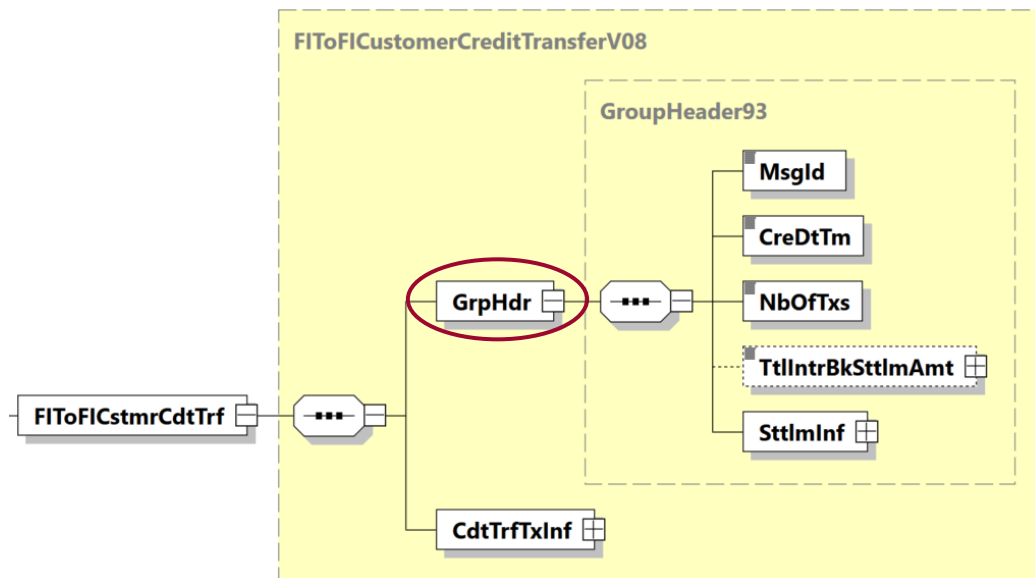 FIToFICustomerCreditTransferV08
GroupHeader93
MsgId
CreDtTm
GrpHdr
NbOfTxs
TtlIntrBkSttlmAmt
FIToFICstmrCdtTrf
SttlmInf
CdtTrfTxInf